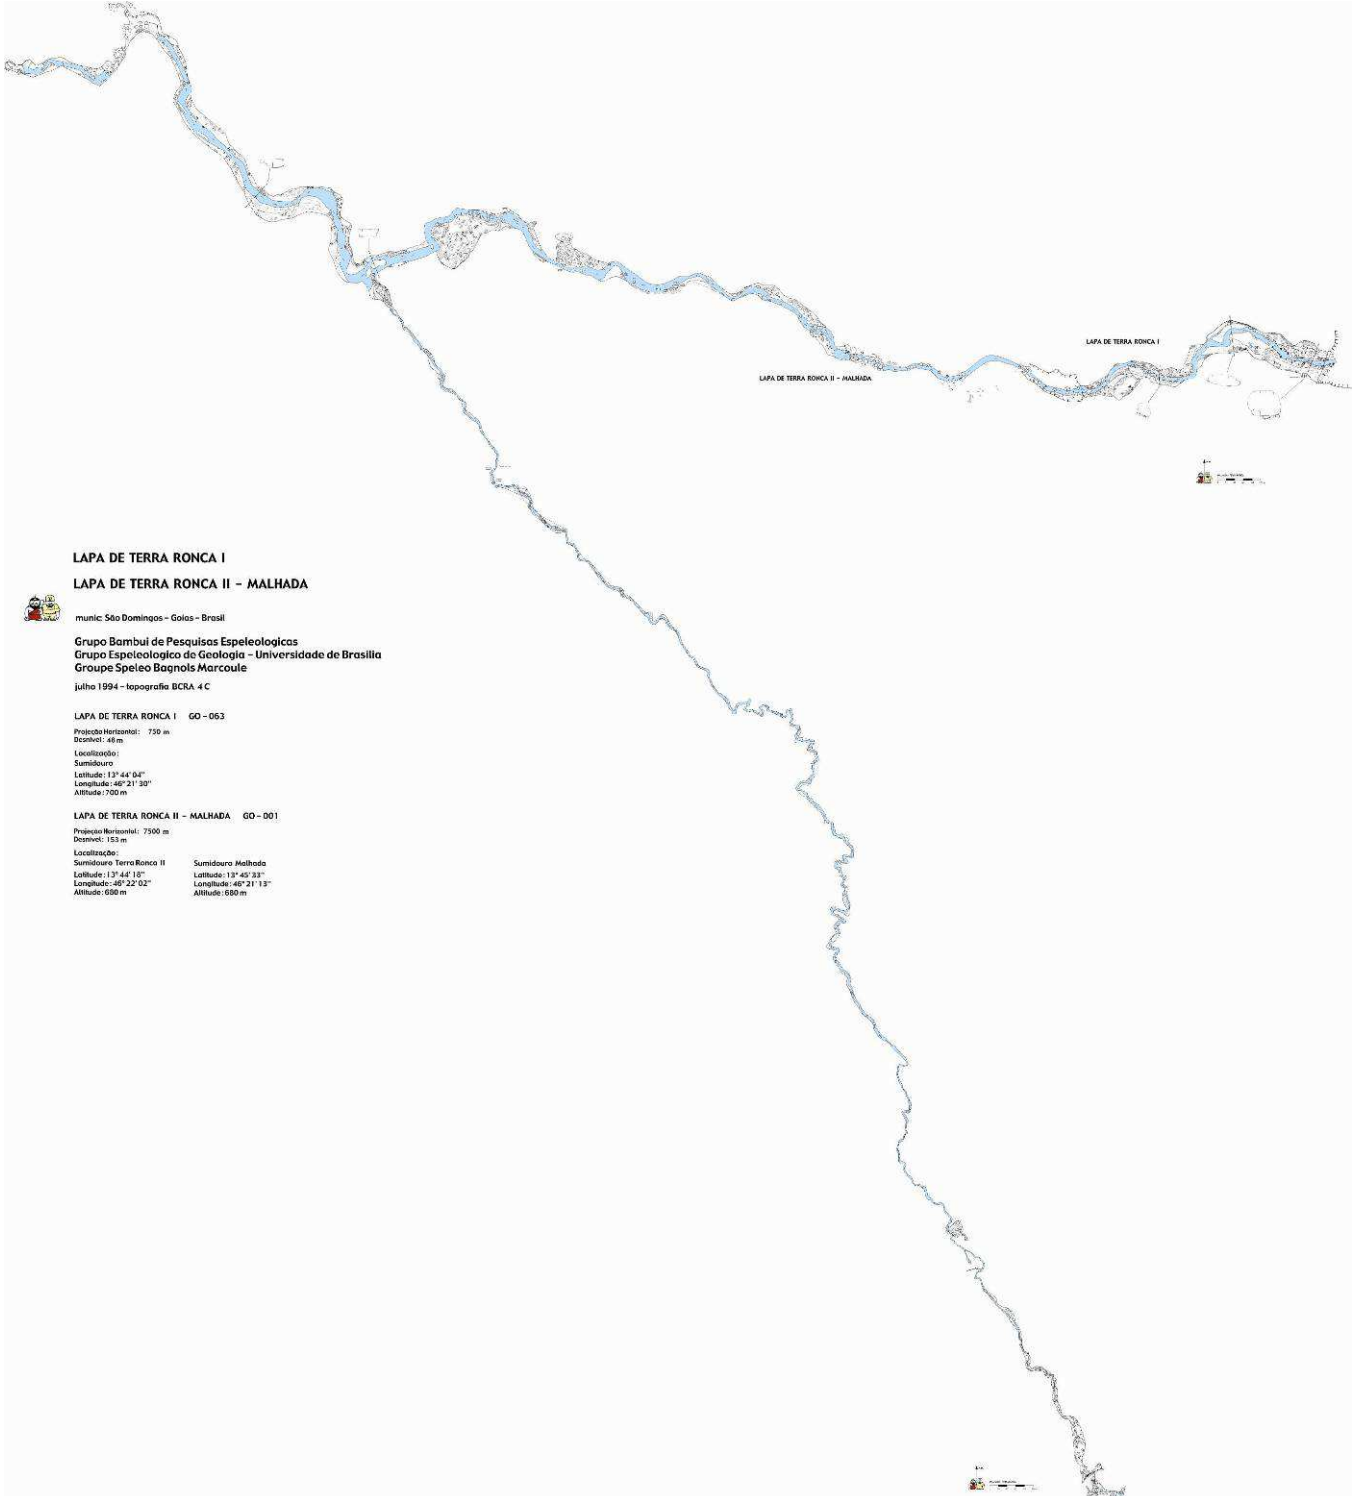 LAPA DE TERRA RONCA I
LAPA DE TERRA RONCA II – MALHADA
LAPA DE TERRA RONCA I
LAPA DE TERRA RONCA II – MALHADA
munic: São Domingos – Goias – Brasil
Grupo Bambui de Pesquisas Espeleologicas
Grupo Espeleologico de Geologia – Universidade de Brasilia
Groupe Speleo Bagnols Marcoule
julho 1994 – topografia BCRA 4 C
LAPA DE TERRA RONCA I GO – 063
Projeção Horizontal: 750 m
Desnivel: 48 m
Localização:
Sumidouro
Latitude: 13° 44' 04"
Longitude: 46° 21' 30"
Altitude: 700 m
LAPA DE TERRA RONCA II – MALHADA GO – 001
Projeção Horizontal: 7500 m
Desnivel: 153 m
Localização:
Sumidouro Terra Ronca II Sumidouro Malhada
Latitude: 13° 44' 18" Latitude: 13° 45' 33"
Longitude: 46° 22' 02" Longitude: 46° 21' 13"
Altitude: 680 m Altitude: 680 m